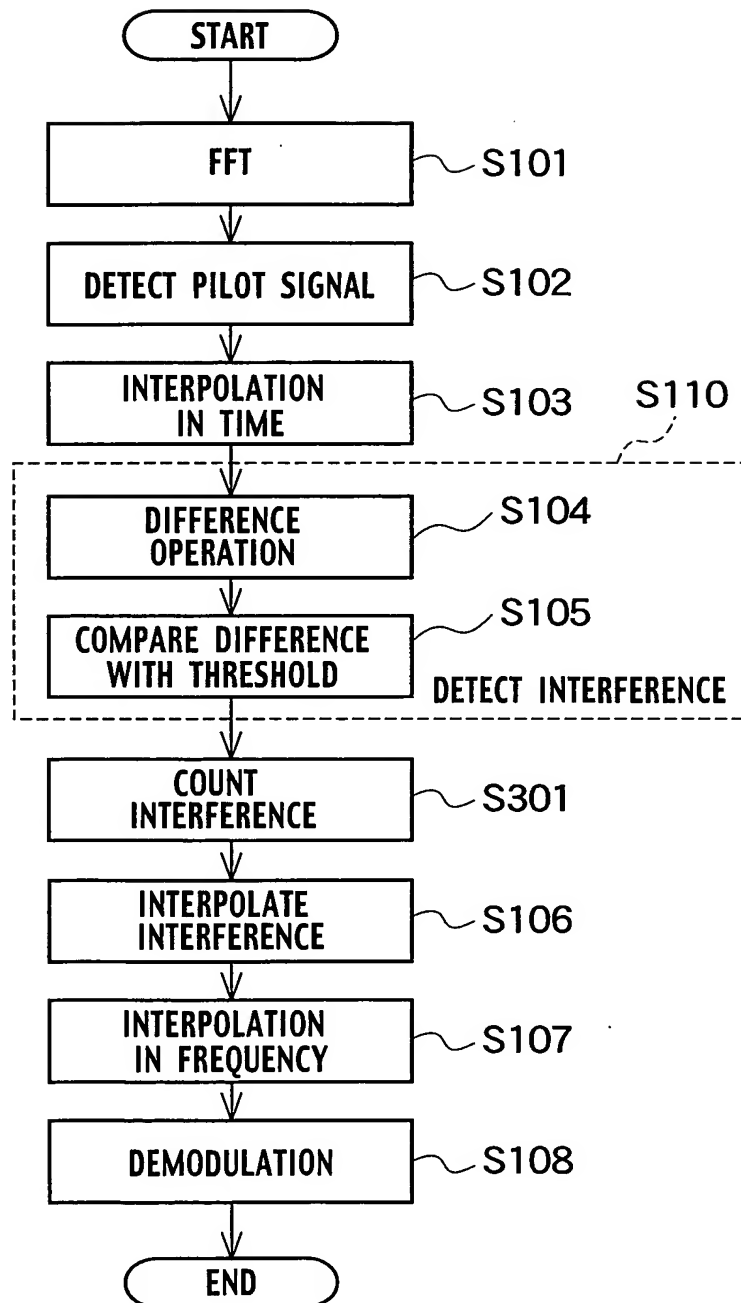 START
FFT
S101
DETECT PILOT SIGNAL
S102
INTERPOLATION
IN TIME
S103
S110
DIFFERENCE
OPERATION
S104
COMPARE DIFFERENCE
WITH THRESHOLD
S105
DETECT INTERFERENCE
COUNT
INTERFERENCE
S301
INTERPOLATE
INTERFERENCE
S106
INTERPOLATION
IN FREQUENCY
S107
DEMODULATION
S108
END